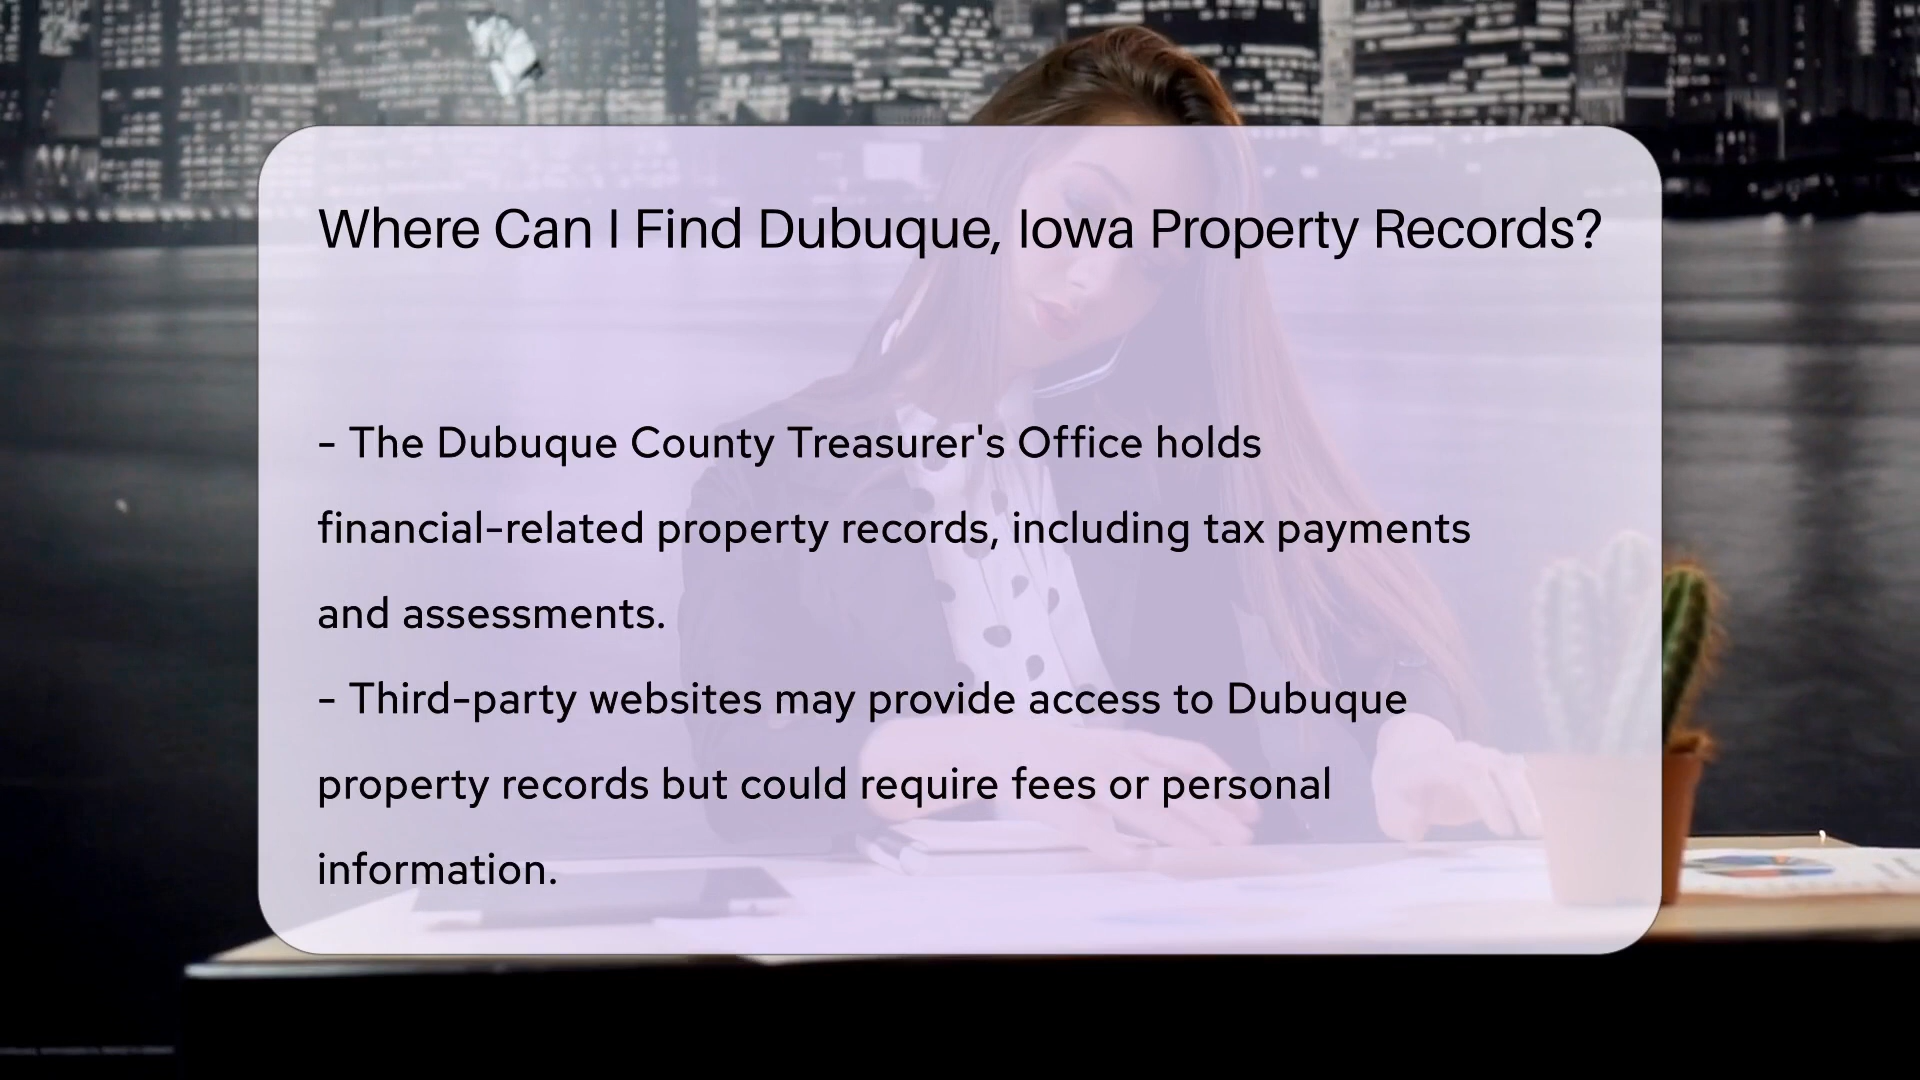 Where Can I Find Dubuque, Iowa Property Records?
- The Dubuque County Treasurer's Office holds
financial-related property records, including tax payments
and assessments.
- Third-party websites may provide access to Dubuque
property records but could require fees or personal
information.